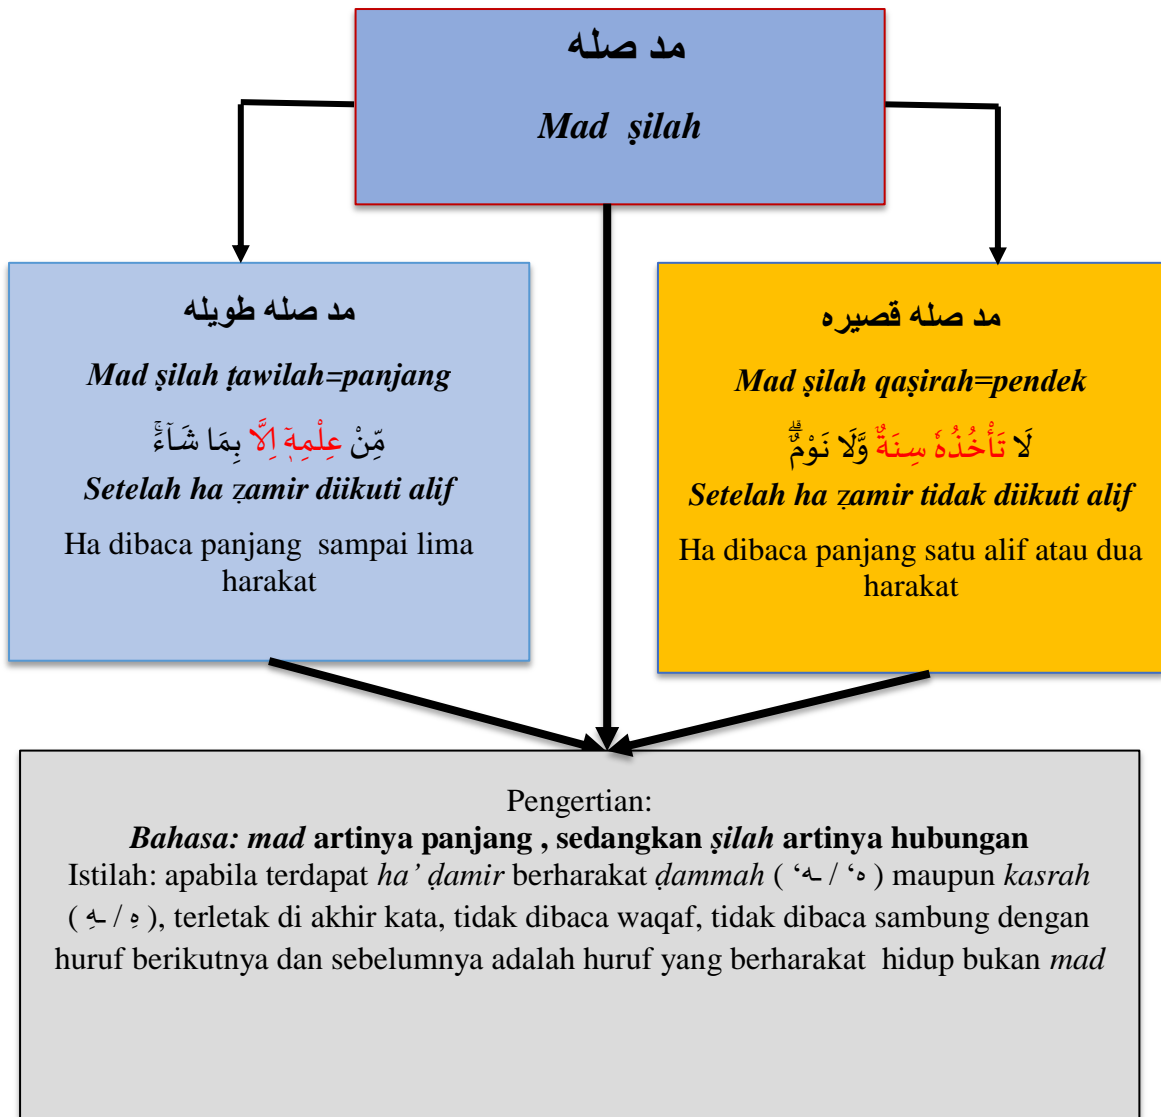 مد صله
Mad ṣilah
مد صله طويله
Mad ṣilah ṭawilah=panjang
مِّنْ عِلْمِهٖٓ اِلَّا بِمَا شَاۤءَۚ
Setelah ha ẓamir diikuti alif
Ha dibaca panjang sampai lima
harakat
مد صله قصيره
Mad ṣilah qaṣirah=pendek
لَا تَأْخُذُهٗ سِنَةٌ وَّلَا نَوْمٌۗ
Setelah ha ẓamir tidak diikuti alif
Ha dibaca panjang satu alif atau dua
harakat
Pengertian:
Bahasa: mad artinya panjang , sedangkan ṣilah artinya hubungan
Istilah: apabila terdapat ha’ ḍamir berharakat ḍammah ( ه‘ / ـه‘ ) maupun kasrah
( هِ / ـهِ ), terletak di akhir kata, tidak dibaca waqaf, tidak dibaca sambung dengan
huruf berikutnya dan sebelumnya adalah huruf yang berharakat hidup bukan mad